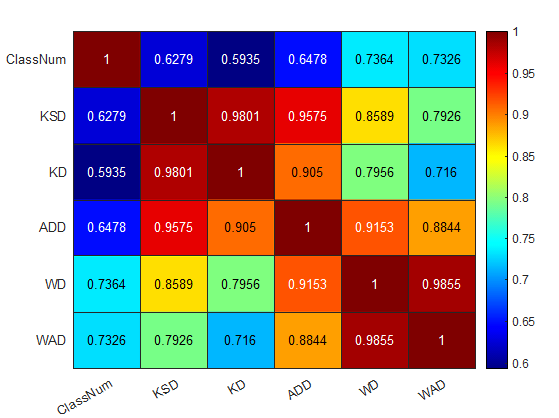 ClassNum 1 0.6279 0.5935 0.6478 0.7364 0.7326
KSD 0.6279 1 0.9801 0.9575 0.8589 0.7926
KD 0.5935 0.9801 1 0.905 0.7956 0.716
ADD 0.6478 0.9575 0.905 1 0.9153 0.8844
WD 0.7364 0.8589 0.7956 0.9153 1 0.9855
WAD 0.7326 0.7926 0.716 0.8844 0.9855 1
ClassNum KSD KD ADD WD WAD
1
0.95
0.9
0.85
0.8
0.75
0.7
0.65
0.6